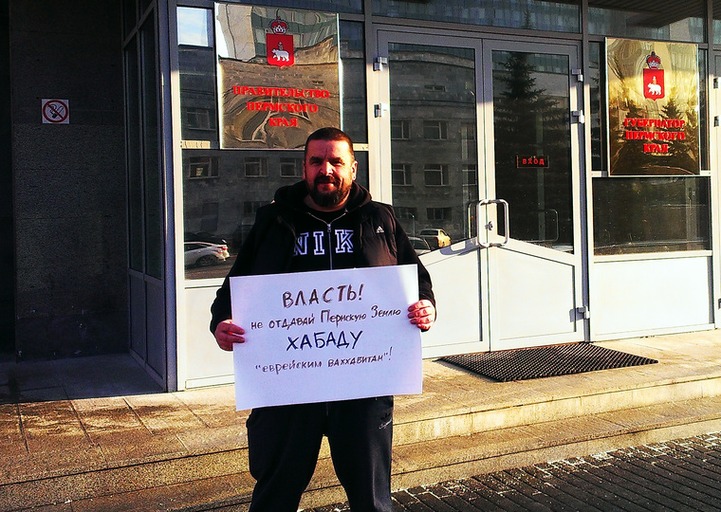 ПРАВИТЕЛЬСТВО
ПЕРМСКОГО
КРАЯ
ГУБЕРНАТОР
ПЕРМСКОГО
КРАЯ
ВХОД
NIK
ВЛАСТЬ!
не отдавай Пермскую Землю
ХАБАДУ
"еврейским ваххабитам"!